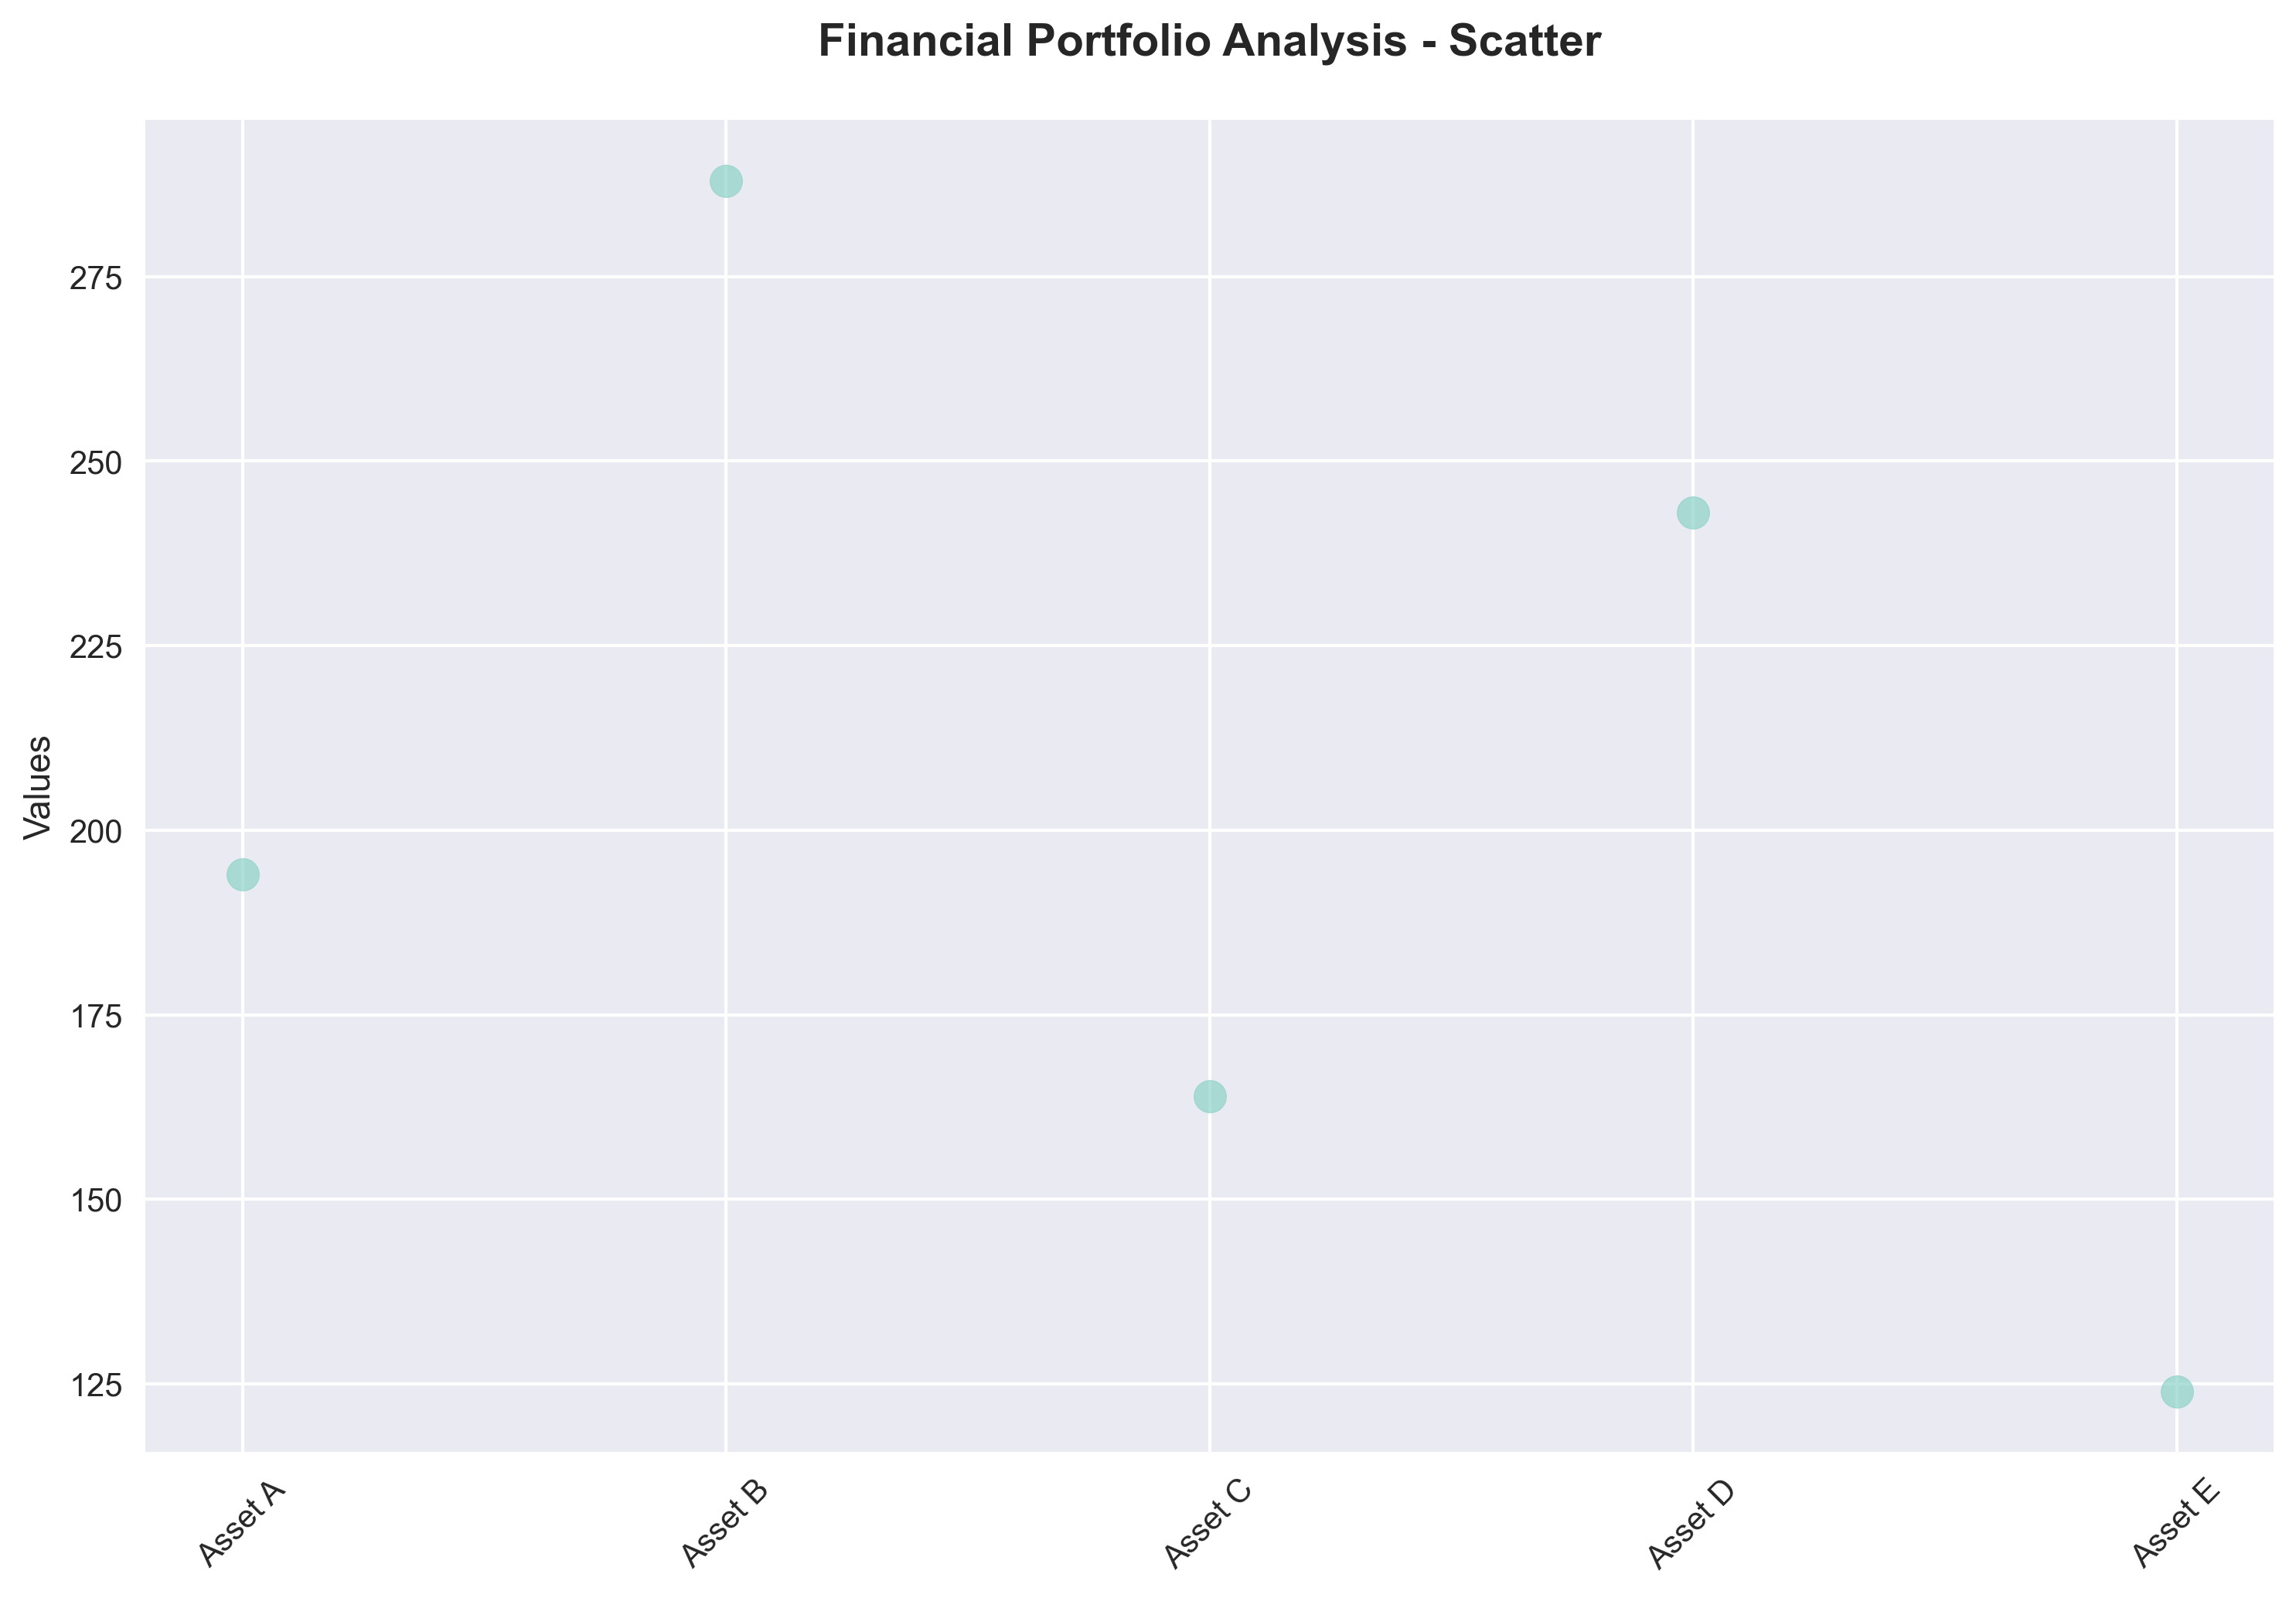 Financial Portfolio Analysis - Scatter
Values
275
250
225
200
175
150
125
Asset A
Asset B
Asset C
Asset D
Asset E